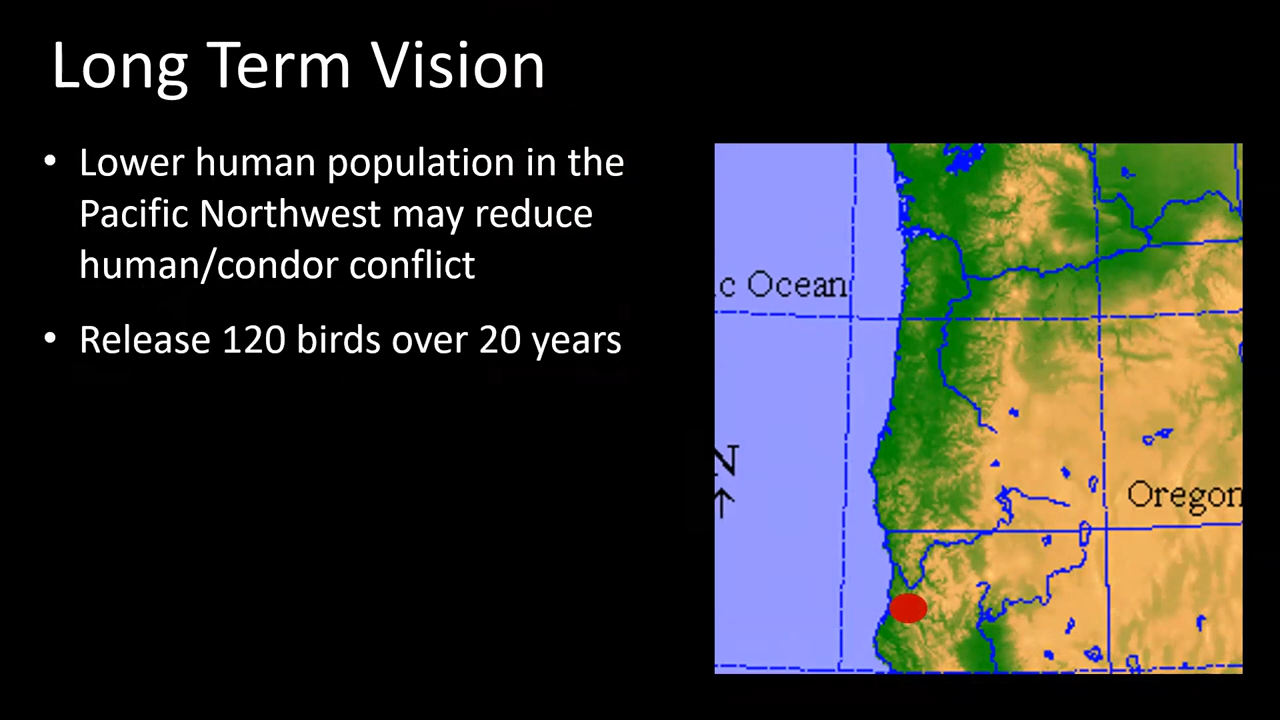 Long Term Vision
• Lower human population in the
Pacific Northwest may reduce
human/condor conflict
• Release 120 birds over 20 years
c Ocean
N
Oregon